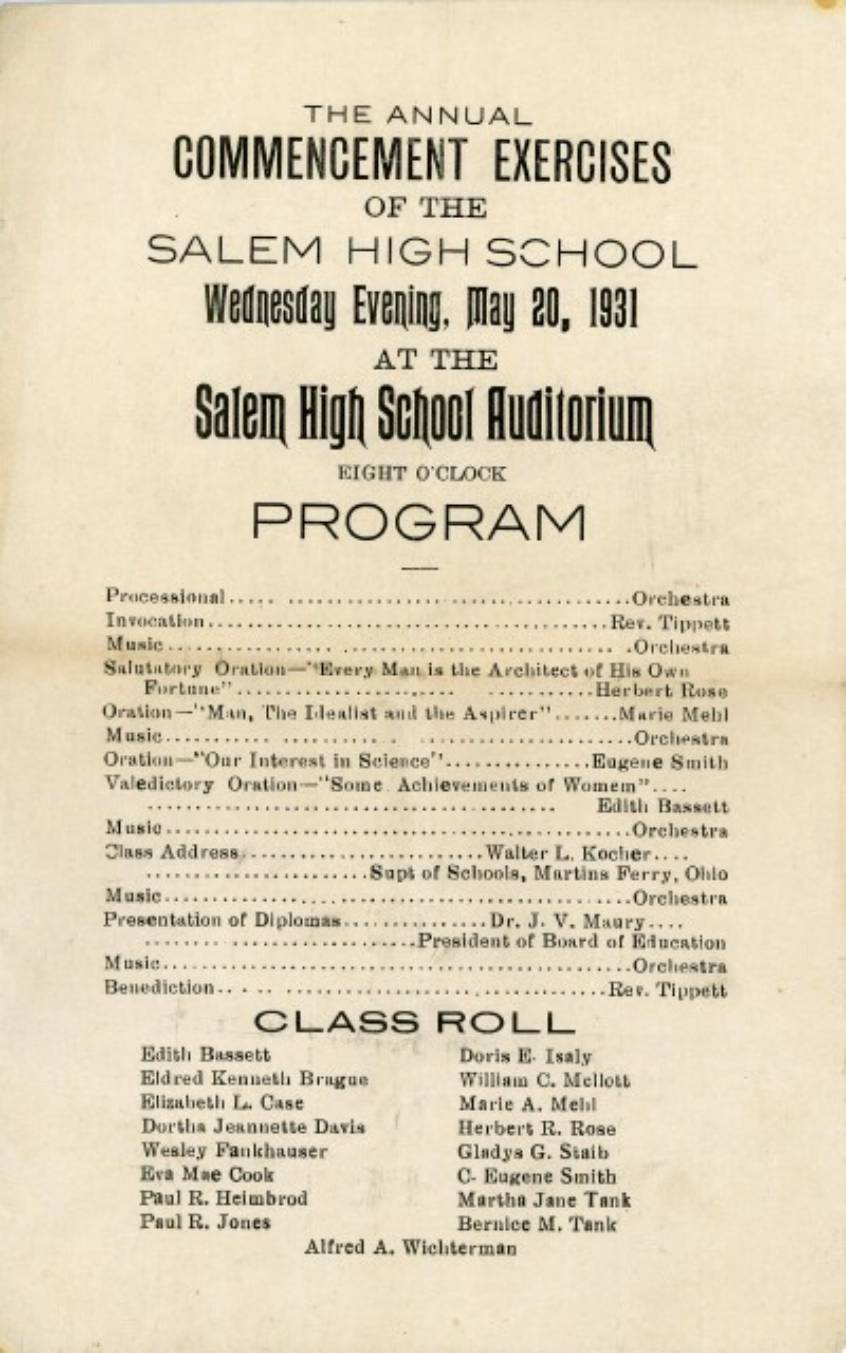 THE ANNUAL
COMMENCEMENT EXERCISES
OF THE
SALEM HIGH SCHOOL
Wednesday Evening, May 20, 1931
AT THE
Salem High School Auditorium
EIGHT O'CLOCK
PROGRAM
Processional..... ..................................Orchestra
Invocation........................................Rev. Tippett
Music.................. ............................... .Orchestra
Salutatory Oration—"Every Man is the Architect of His Own
Fortune"........................ ...........Herbert Rose
Oration—"Man, The Idealist and the Aspirer".......Marie Mehl
Music............... ........... .......................Orchestra
Oration—"Our Interest in Science"...............Eugene Smith
Valedictory Oration—"Some Achievements of Womem"....
........................................... Edith Bassett
Music................................................Orchestra
Class Address.........................Walter L. Kocher....
.......................Supt of Schools, Martins Ferry, Ohio
Music................................................Orchestra
Presentation of Diplomas...............Dr. J. V. Maury....
........ ....................President of Board of Education
Music................................................Orchestra
Benediction.. . .. .................................Rev. Tippett
CLASS ROLL
Edith Bassett
Eldred Kenneth Brague
Elizabeth L. Case
Dortha Jeannette Davis
Wesley Fankhauser
Eva Mae Cook
Paul R. Heimbrod
Paul R. Jones
Doris E. Isaly
William C. Mellott
Marie A. Mehl
Herbert R. Rose
Gladys G. Staib
C- Eugene Smith
Martha Jane Tank
Bernice M. Tank
Alfred A. Wichterman